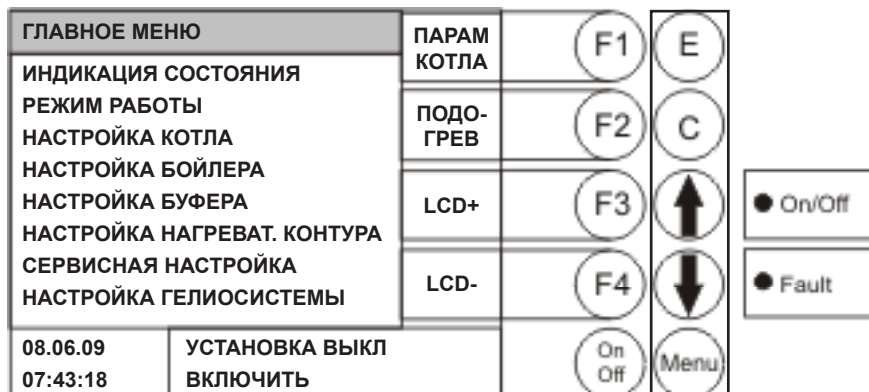 ГЛАВНОЕ МЕНЮ
ИНДИКАЦИЯ СОСТОЯНИЯ
РЕЖИМ РАБОТЫ
НАСТРОЙКА КОТЛА
НАСТРОЙКА БОЙЛЕРА
НАСТРОЙКА БУФЕРА
НАСТРОЙКА НАГРЕВАТ. КОНТУРА
СЕРВИСНАЯ НАСТРОЙКА
НАСТРОЙКА ГЕЛИОСИСТЕМЫ
08.06.09
07:43:18
УСТАНОВКА ВЫКЛ
ВКЛЮЧИТЬ
ПАРАМ
КОТЛА
ПОДО-
ГРЕВ
LCD+
LCD-
F1
F2
F3
F4
On
Off
E
C
Menu
On/Off
Fault